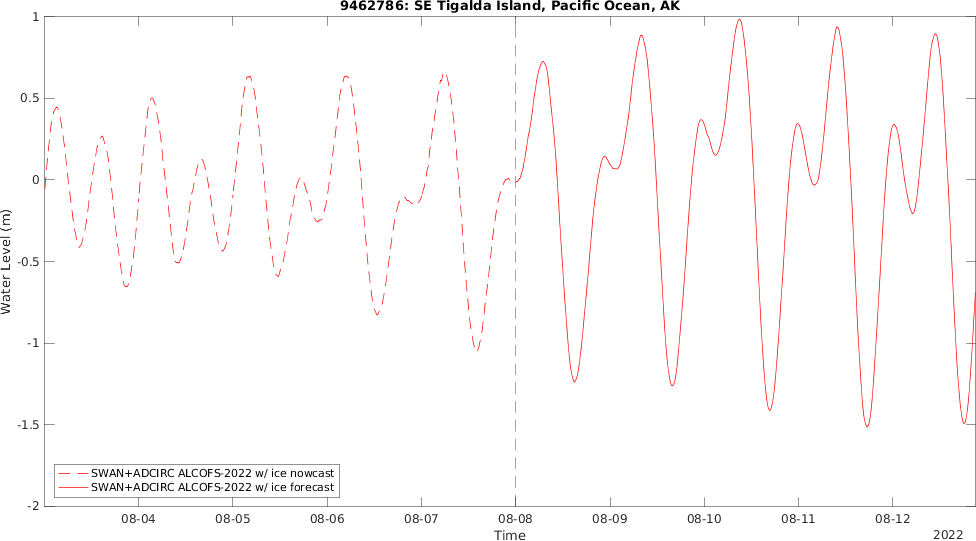 9462786: SE Tigalda Island, Pacific Ocean, AK
1
0.5
0
-0.5
-1
-1.5
-2
Water Level (m)
SWAN+ADCIRC ALCOFS-2022 w/ ice nowcast
SWAN+ADCIRC ALCOFS-2022 w/ ice forecast
08-04 08-05 08-06 08-07 08-08 08-09 08-10 08-11 08-12
Time
2022